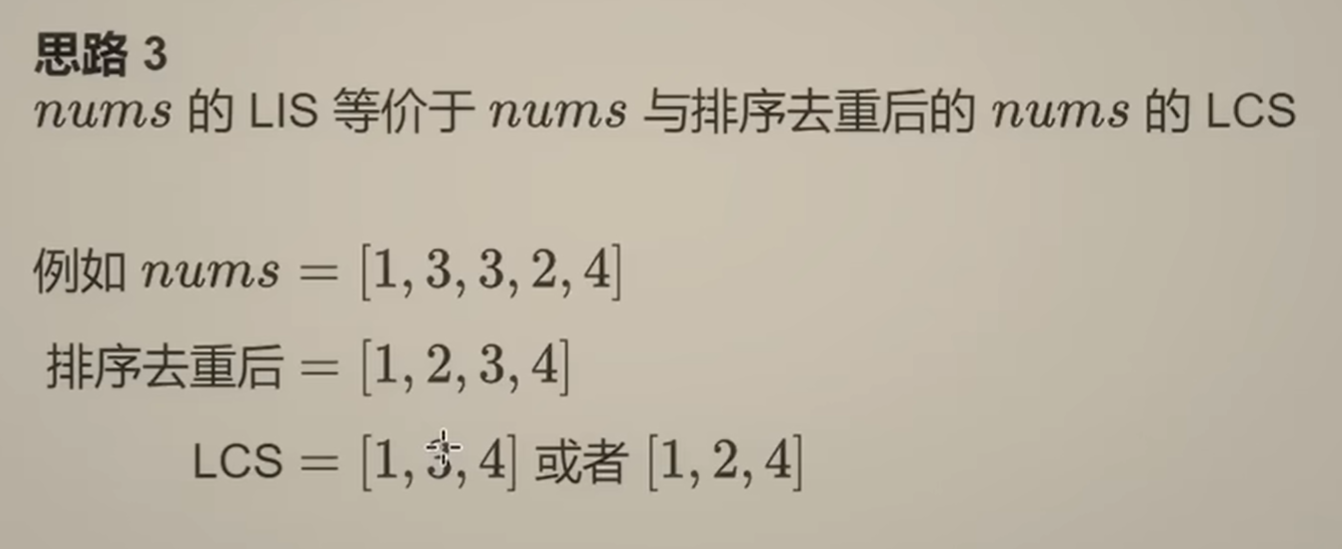 思路 3
nums 的 LIS 等价于 nums 与排序去重后的 nums 的 LCS
例如 nums = [1, 3, 3, 2, 4]
排序去重后 = [1, 2, 3, 4]
LCS = [1, 3, 4] 或者 [1, 2, 4]